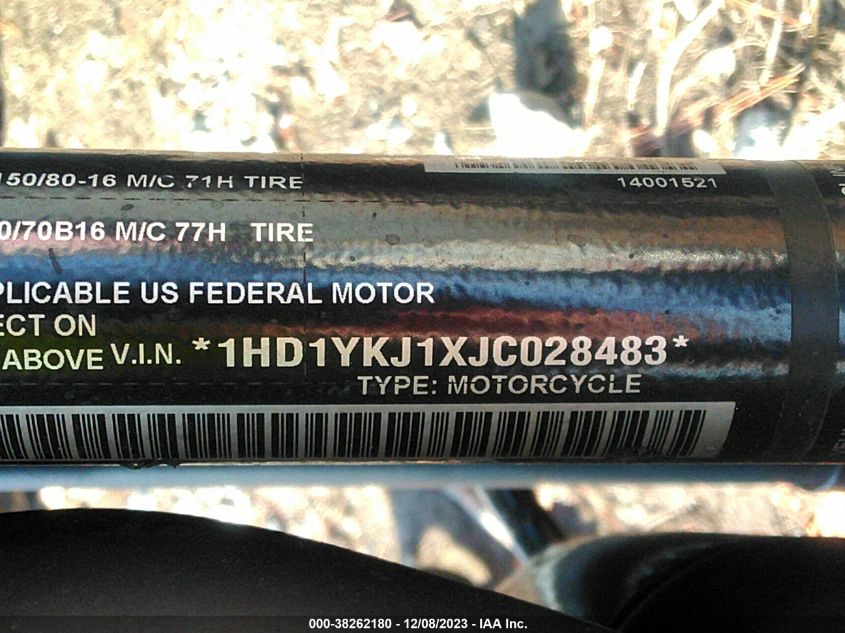 150/80-16 M/C 71H TIRE
14001521
0/70B16 M/C 77H TIRE
PLICABLE US FEDERAL MOTOR
ECT ON
ABOVE V.I.N. *1HD1YKJ1XJC028483*
TYPE: MOTORCYCLE
000-38262180 - 12/08/2023 - IAA Inc.